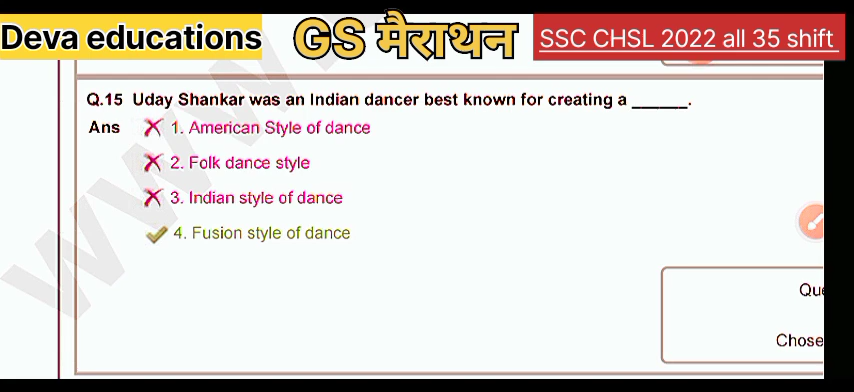 Deva educations GS मैराथन SSC CHSL 2022 all 35 shift
Q.15 Uday Shankar was an Indian dancer best known for creating a ______.
Ans 1. American Style of dance
2. Folk dance style
3. Indian style of dance
4. Fusion style of dance
Chose